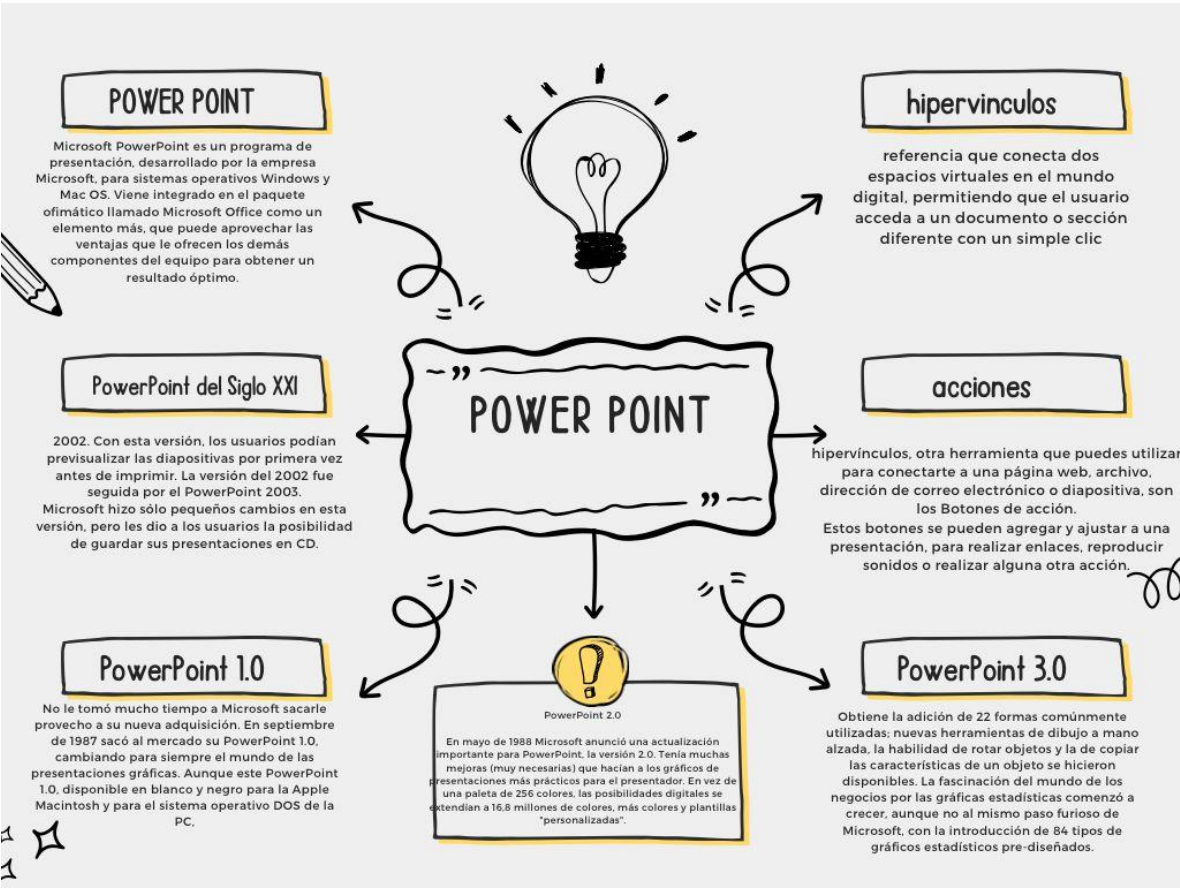 POWER POINT
Microsoft PowerPoint es un programa de
presentación, desarrollado por la empresa
Microsoft, para sistemas operativos Windows y
Mac OS. Viene integrado en el paquete
ofimático llamado Microsoft Office como un
elemento más, que puede aprovechar las
ventajas que le ofrecen los demás
componentes del equipo para obtener un
resultado óptimo.
hipervinculos
referencia que conecta dos
espacios virtuales en el mundo
digital, permitiendo que el usuario
acceda a un documento o sección
diferente con un simple clic
PowerPoint del Siglo XXI
2002. Con esta versión, los usuarios podían
previsualizar las diapositivas por primera vez
antes de imprimir. La versión del 2002 fue
seguida por el PowerPoint 2003.
Microsoft hizo sólo pequeños cambios en esta
versión, pero les dio a los usuarios la posibilidad
de guardar sus presentaciones en CD.
POWER POINT
acciones
hipervínculos, otra herramienta que puedes utilizar
para conectarte a una página web, archivo,
dirección de correo electrónico o diapositiva, son
los Botones de acción.
Estos botones se pueden agregar y ajustar a una
presentación, para realizar enlaces, reproducir
sonidos o realizar alguna otra acción.
PowerPoint 1.0
No le tomó mucho tiempo a Microsoft sacarle
provecho a su nueva adquisición. En septiembre
de 1987 sacó al mercado su PowerPoint 1.0,
cambiando para siempre el mundo de las
presentaciones gráficas. Aunque este PowerPoint
1.0, disponible en blanco y negro para la Apple
Macintosh y para el sistema operativo DOS de la
PC,
PowerPoint 2.0
En mayo de 1988 Microsoft anunció una actualización
importante para PowerPoint, la versión 2.0. Tenía muchas
mejoras (muy necesarias) que hacían a los gráficos de
presentaciones más prácticos para el presentador. En vez de
una paleta de 256 colores, las posibilidades digitales se
extendían a 16,8 millones de colores, más colores y plantillas
"personalizadas".
PowerPoint 3.0
Obtiene la adición de 22 formas comúnmente
utilizadas; nuevas herramientas de dibujo a mano
alzada, la habilidad de rotar objetos y la de copiar
las características de un objeto se hicieron
disponibles. La fascinación del mundo de los
negocios por las gráficas estadísticas comenzó a
crecer, aunque no al mismo paso furioso de
Microsoft, con la introducción de 84 tipos de
gráficos estadísticos pre-diseñados.